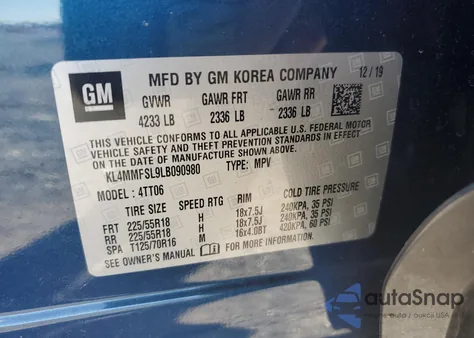 GM
MFD BY GM KOREA COMPANY 12/19
GVWR GAWR FRT GAWR RR
4233 LB 2336 LB 2336 LB
THIS VEHICLE CONFORMS TO ALL APPLICABLE U.S. FEDERAL MOTOR
VEHICLE SAFETY AND THEFT PREVENTION STANDARDS IN EFFECT ON
THE DATE OF MANUFACTURE SHOWN ABOVE.
KL4MMFSL9LB090980 TYPE: MPV
MODEL: 4TT06
TIRE SIZE SPEED RTG RIM COLD TIRE PRESSURE
FRT 225/55R18 H 18x7.5J 240KPA, 35 PSI
RR 225/55R18 H 18x7.5J 240KPA, 35 PSI
SPA T125/70R16 M 16x4.0BT 420KPA, 60 PSI
SEE OWNER'S MANUAL FOR MORE INFORMATION
autaSnap